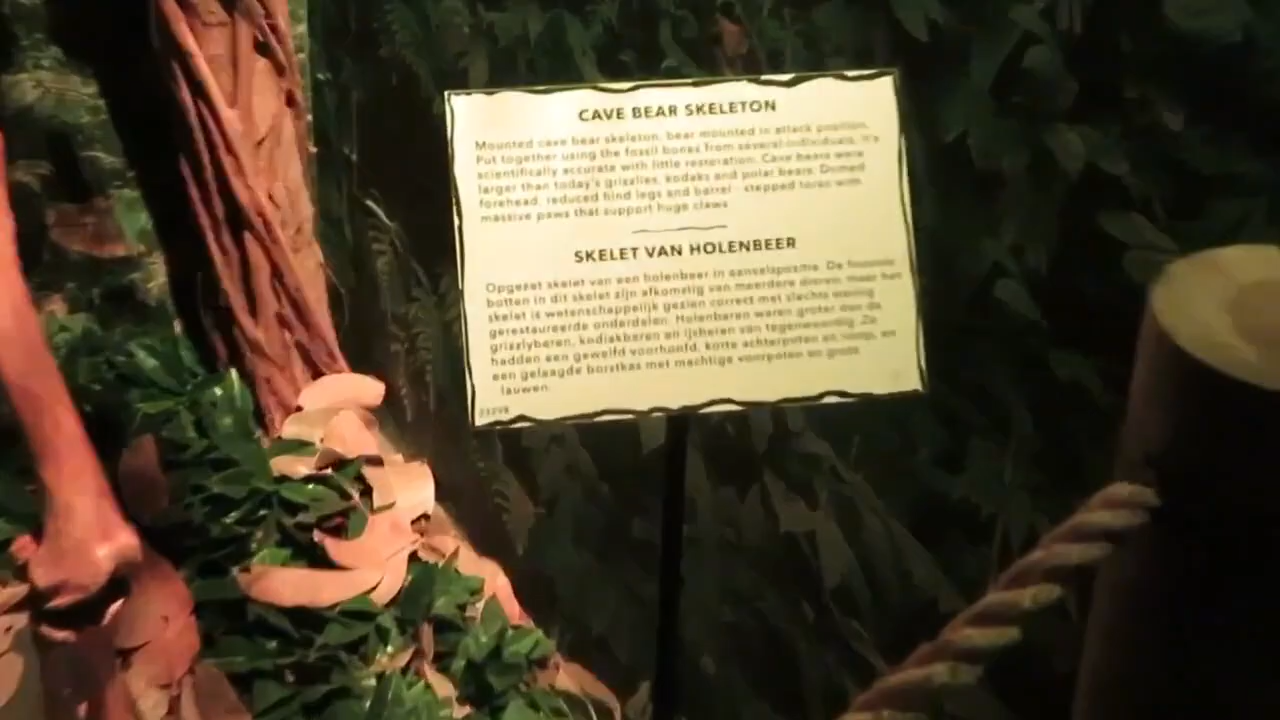 CAVE BEAR SKELETON
Mounted cave bear skeleton, bear mounted in attack position.
Put together using the fossil bones from several individuals. It's
scientifically accurate with little restoration. Cave bears were
larger than today's grizzlies, kodiaks and polar bears. Domed
forehead, reduced hind legs and barrel - stepped torso with
massive paws that support huge claws
SKELET VAN HOLENBEER
Opgezet skelet van een holenbeer in aanvalspositie. De fossiele
botten in dit skelet zijn afkomstig van meerdere dieren, maar het
skelet is wetenschappelijk gezien correct met slechts weinig
gerestaureerde onderdelen. Holenberen waren groter dan de
grizzlyberen, kodiakberen en ijsberen van tegenwoordig. Ze
hadden een gewelfd voorhoofd, korte achterpoten en en
een gelaagde borstkas met machtige voorpoten en grote
lauwen.